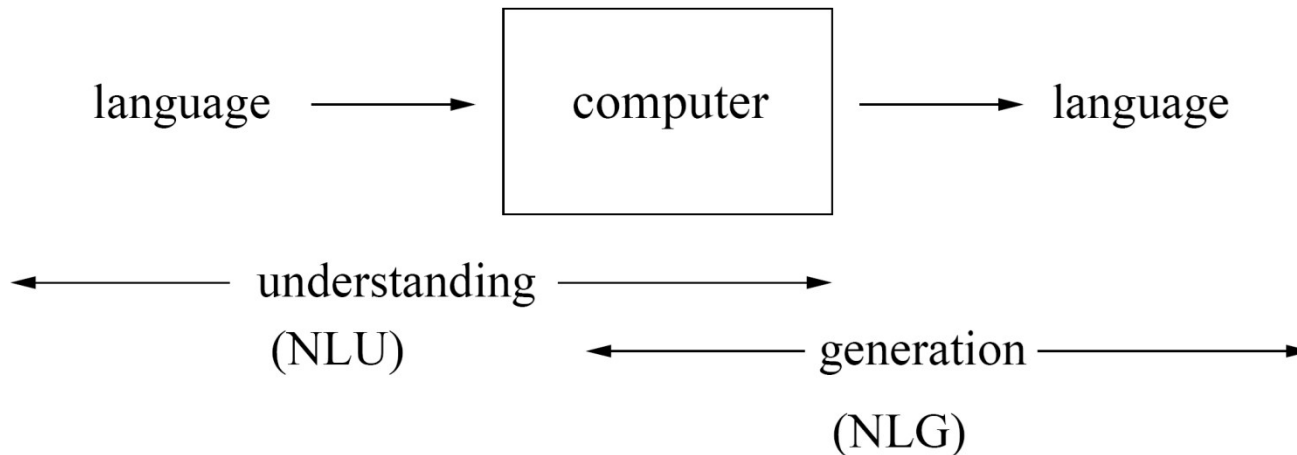 language computer language
understanding
(NLU)
generation
(NLG)